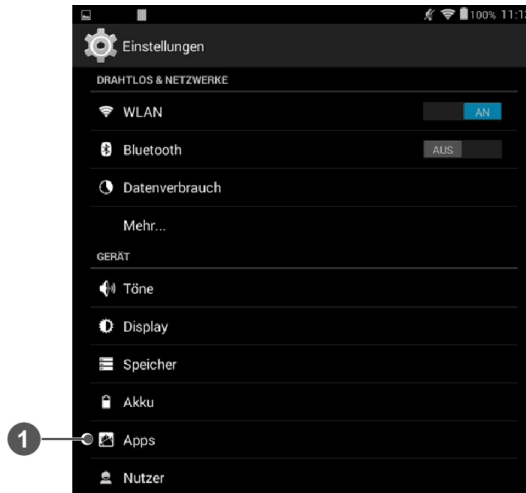 100% 11:13
Einstellungen
DRAHTLOS & NETZWERKE
WLAN AN
Bluetooth AUS
Datenverbrauch
Mehr...
GERÄT
Töne
Display
Speicher
Akku
1 Apps
Nutzer